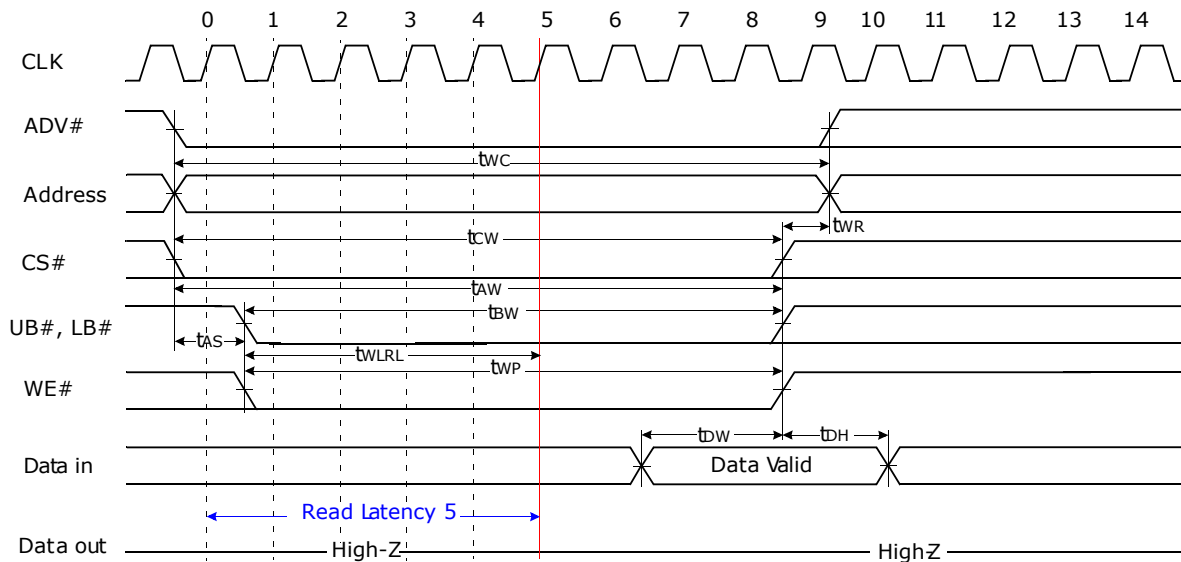 0 1 2 3 4 5 6 7 8 9 10 11 12 13 14
CLK
ADV#
tWC
Address
tWR
tCW
CS#
tAW
tBW
UB#, LB#
tAS
tWLRL
tWP
WE#
tDW tDH
Data in Data Valid
Read Latency 5
Data out High-Z High-Z